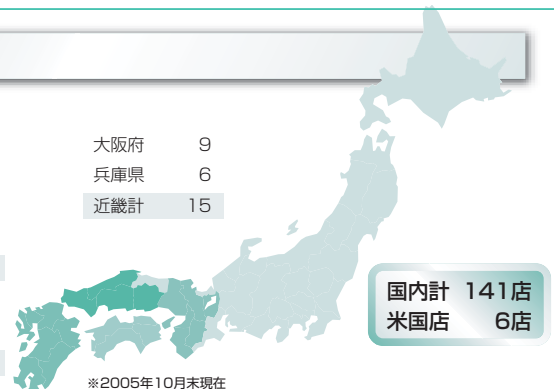 大阪府 9
兵庫県 6
近畿計 15
国内計 141店
米国店 6店
※2005年10月末現在